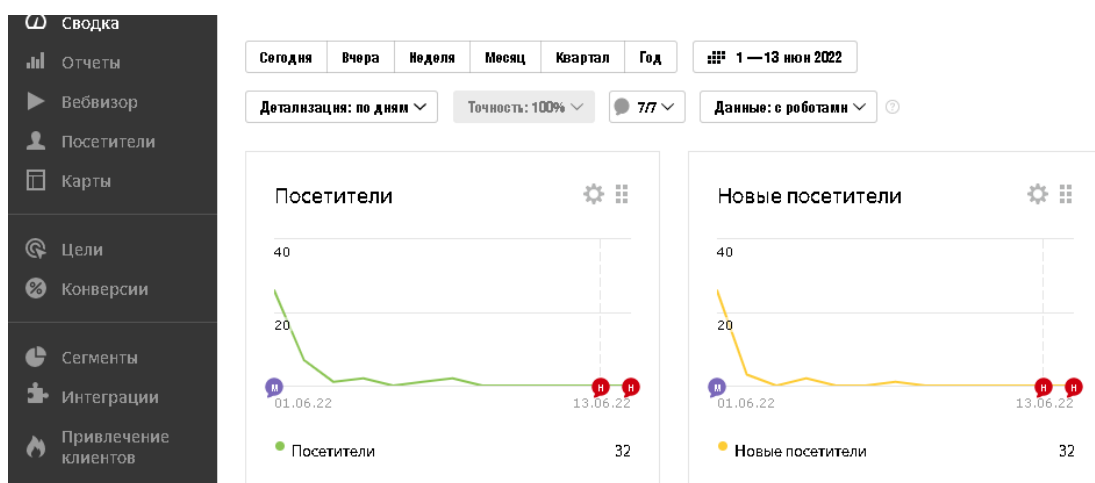 Сводка
Отчеты
Вебвизор
Посетители
Карты
Цели
Конверсии
Сегменты
Интеграции
Привлечение
клиентов
Сегодня Вчера Неделя Месяц Квартал Год 1 — 13 июн 2022
Детализация: по дням Точность: 100% 7/7 Данные: с роботами ?
Посетители
40
20
М Н Н
01.06.22 13.06.22
Посетители 32
Новые посетители
40
20
М Н Н
01.06.22 13.06.22
Новые посетители 32